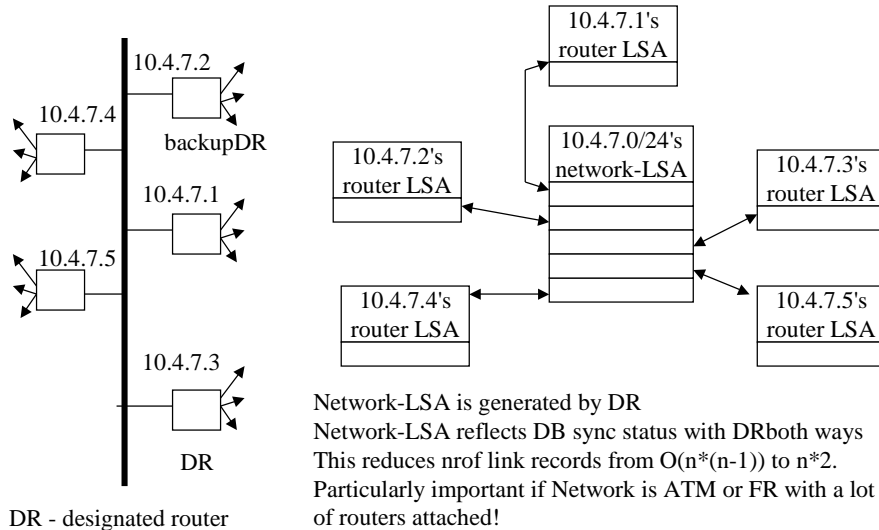 10.4.7.2
10.4.7.4
backupDR
10.4.7.1
10.4.7.5
10.4.7.3
DR
DR - designated router
10.4.7.1's
router LSA
10.4.7.0/24's
network-LSA
10.4.7.2's
router LSA
10.4.7.3's
router LSA
10.4.7.4's
router LSA
10.4.7.5's
router LSA
Network-LSA is generated by DR
Network-LSA reflects DB sync status with DRboth ways
This reduces nrof link records from O(n*(n-1)) to n*2.
Particularly important if Network is ATM or FR with a lot
of routers attached!